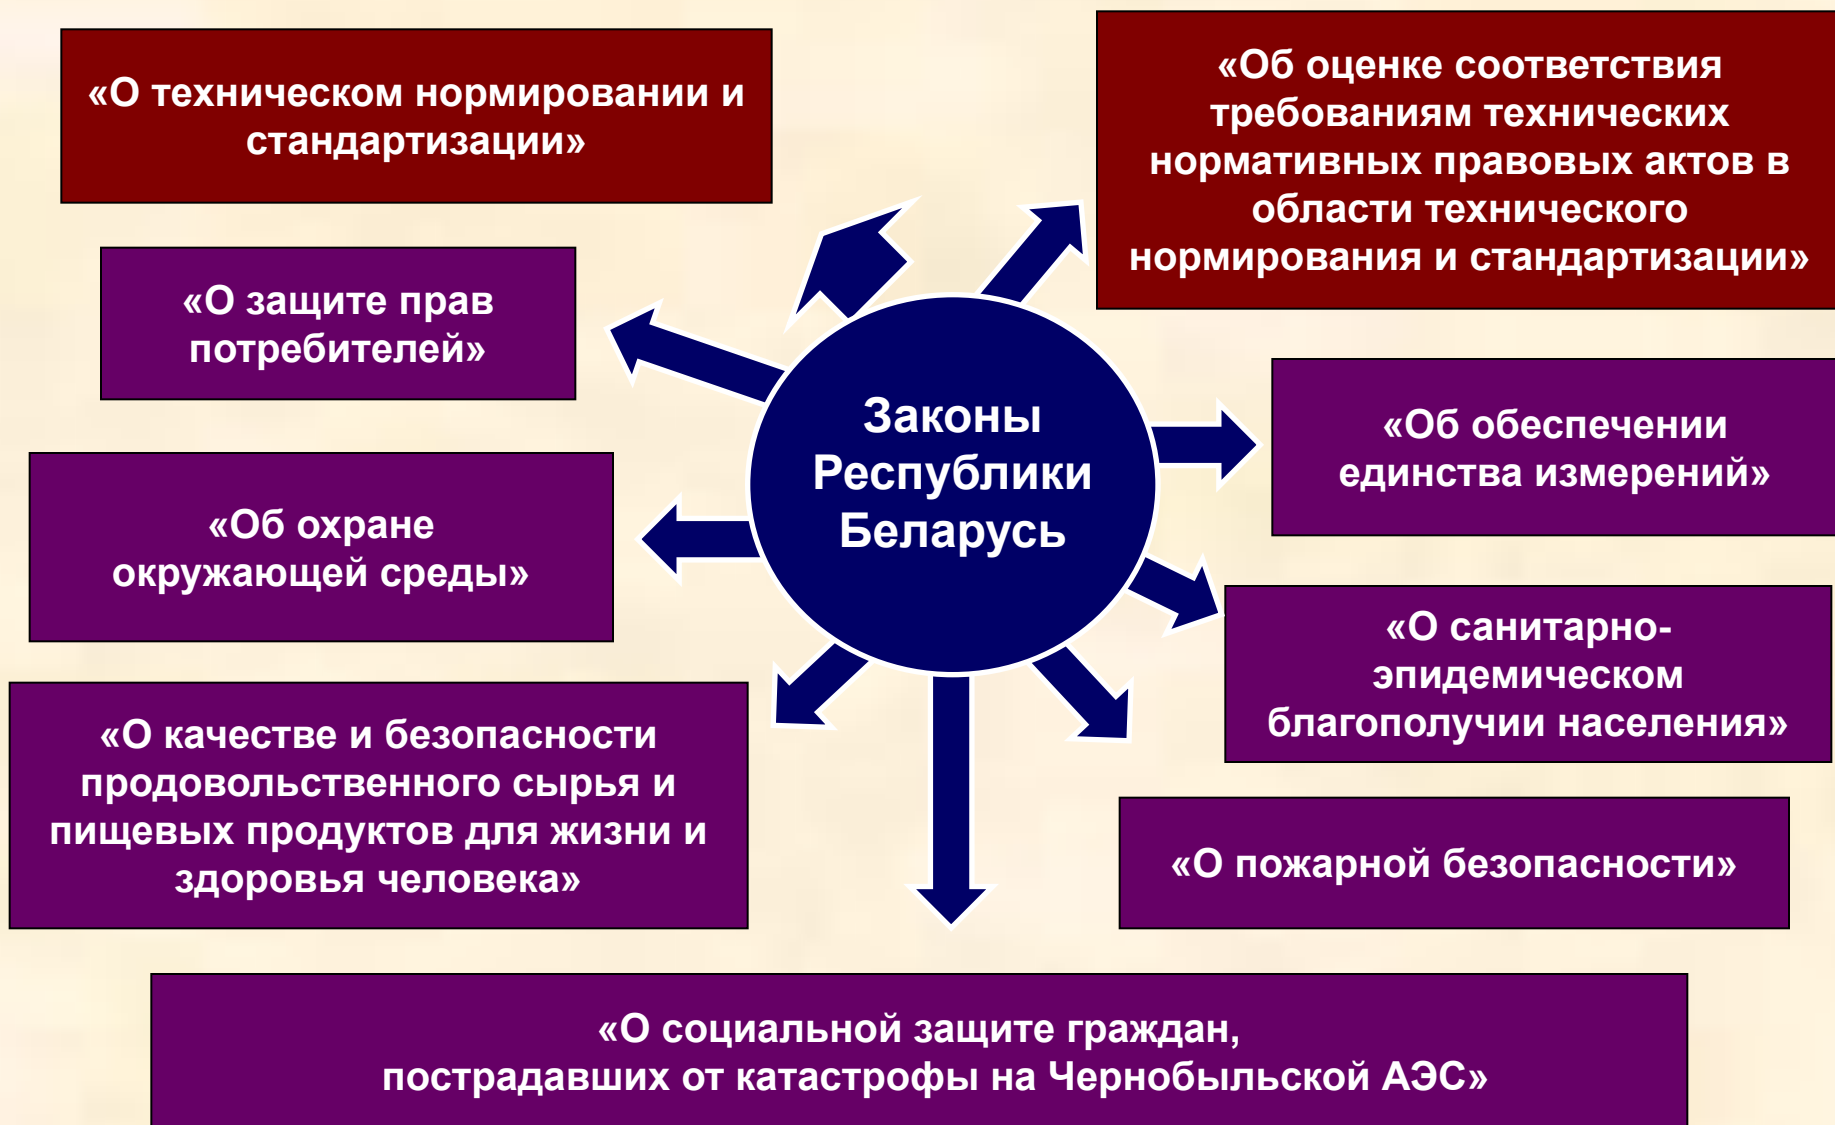 «О техническом нормировании и
стандартизации»
«Об оценке соответствия
требованиям технических
нормативных правовых актов в
области технического
нормирования и стандартизации»
«О защите прав
потребителей»
Законы
Республики
Беларусь
«Об обеспечении
единства измерений»
«Об охране
окружающей среды»
«О санитарно-
эпидемическом
благополучии населения»
«О качестве и безопасности
продовольственного сырья и
пищевых продуктов для жизни и
здоровья человека»
«О пожарной безопасности»
«О социальной защите граждан,
пострадавших от катастрофы на Чернобыльской АЭС»